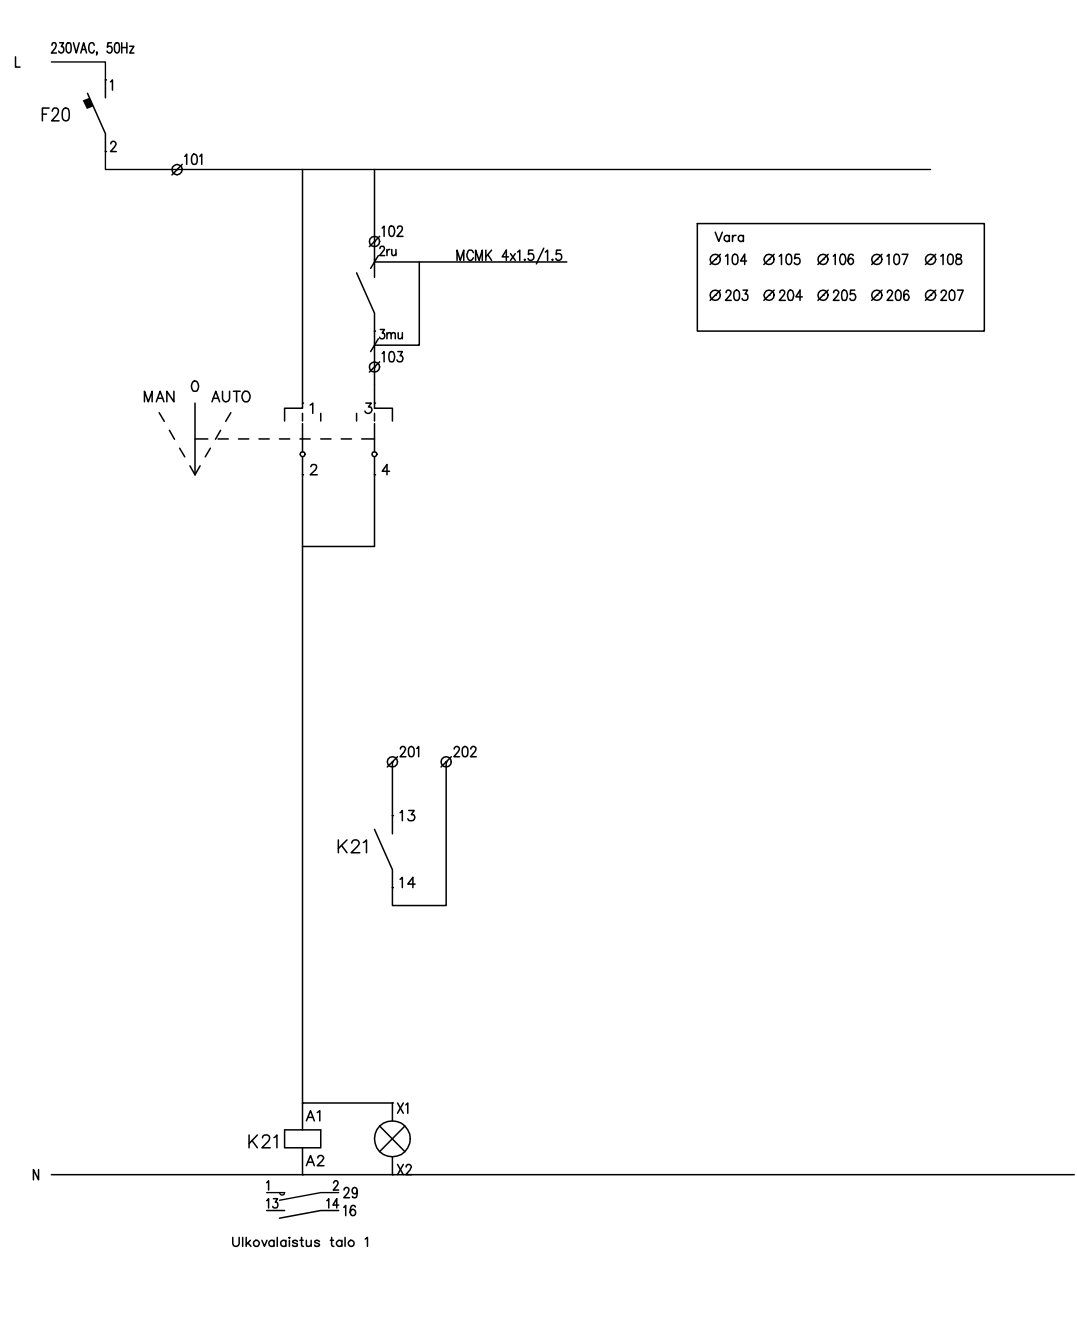 230VAC, 50Hz
L
1
F20
2
101
102
2ru
MCMK 4x1.5/1.5
Vara
104 105 106 107 108
203 204 205 206 207
3mu
103
MAN 0 AUTO
1 3
2 4
201 202
13
K21
14
A1 X1
K21
A2 X2
N
1 2 29
13 14 16
Ulkovalaistus talo 1